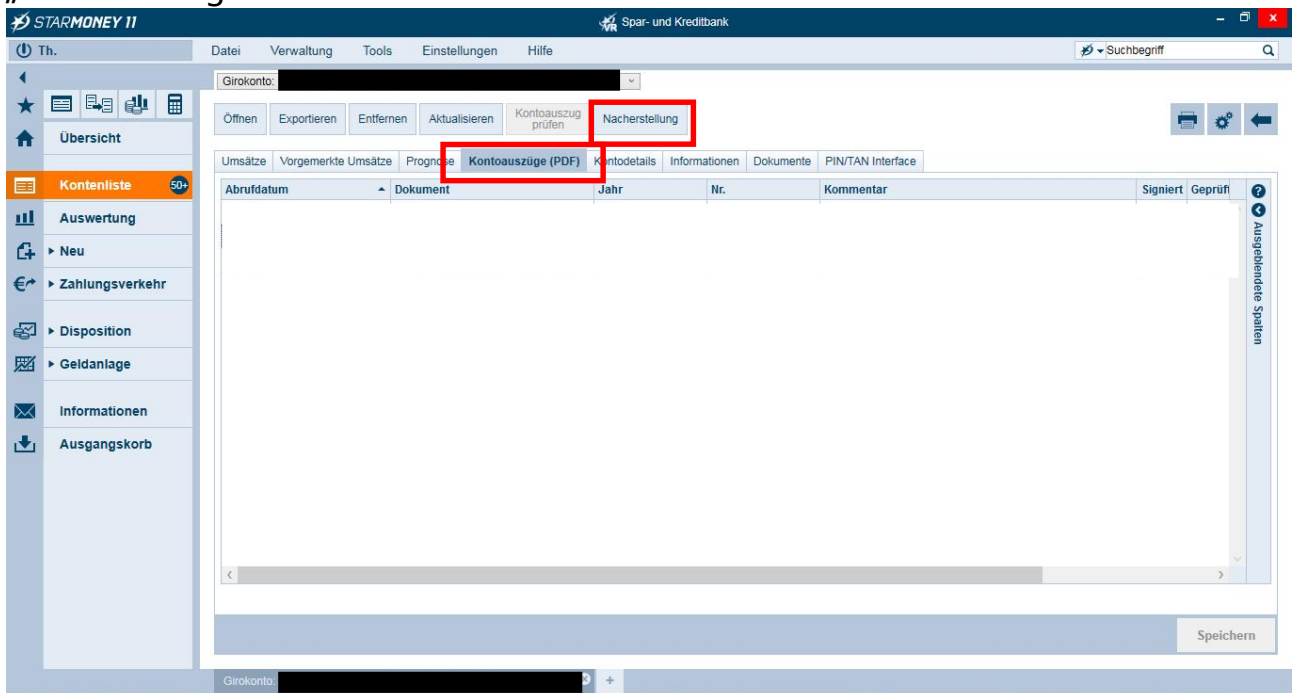 STARMONEY 11 Spar- und Kreditbank
Th. Datei Verwaltung Tools Einstellungen Hilfe Suchbegriff
Girokonto:
Öffnen Exportieren Entfernen Aktualisieren Kontoauszug prüfen Nacherstellung
Übersicht
Umsätze Vorgemerkte Umsätze Prognose Kontoauszüge (PDF) Kontodetails Informationen Dokumente PIN/TAN Interface
Kontenliste 50+
Abrufdatum Dokument Jahr Nr. Kommentar Signiert Geprüft
Auswertung
Neu
Zahlungsverkehr
Ausgeblendete Spalten
Disposition
Geldanlage
Informationen
Ausgangskorb
Speichern
Girokonto: +